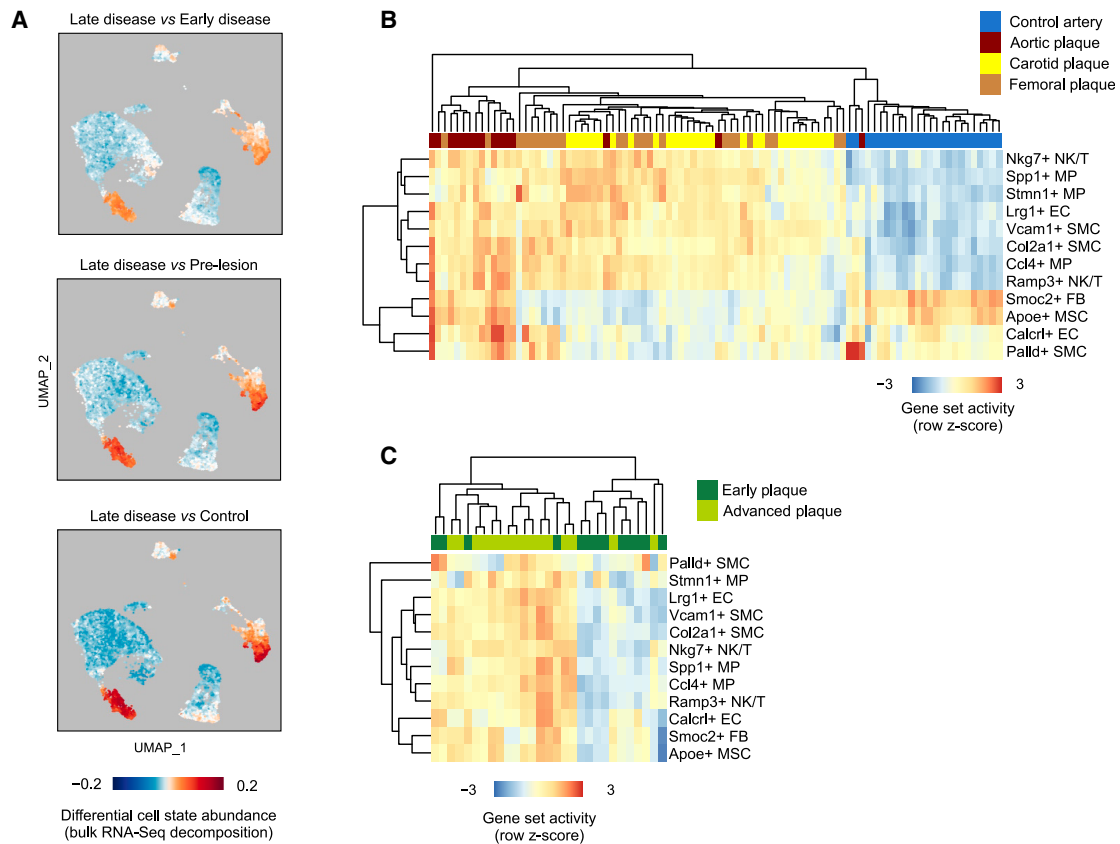 A
Late disease vs Early disease
Late disease vs Pre-lesion
UMAP_2
Late disease vs Control
UMAP_1
−0.2
0.2
Differential cell state abundance
(bulk RNA-Seq decomposition)
B
Control artery
Aortic plaque
Carotid plaque
Femoral plaque
Nkg7+ NK/T
Spp1+ MP
Stmn1+ MP
Lrg1+ EC
Vcam1+ SMC
Col2a1+ SMC
Ccl4+ MP
Ramp3+ NK/T
Smoc2+ FB
Apoe+ MSC
Calcrl+ EC
Palld+ SMC
−3
3
Gene set activity
(row z-score)
C
Early plaque
Advanced plaque
Palld+ SMC
Stmn1+ MP
Lrg1+ EC
Vcam1+ SMC
Col2a1+ SMC
Nkg7+ NK/T
Spp1+ MP
Ccl4+ MP
Ramp3+ NK/T
Calcrl+ EC
Smoc2+ FB
Apoe+ MSC
−3
3
Gene set activity
(row z-score)